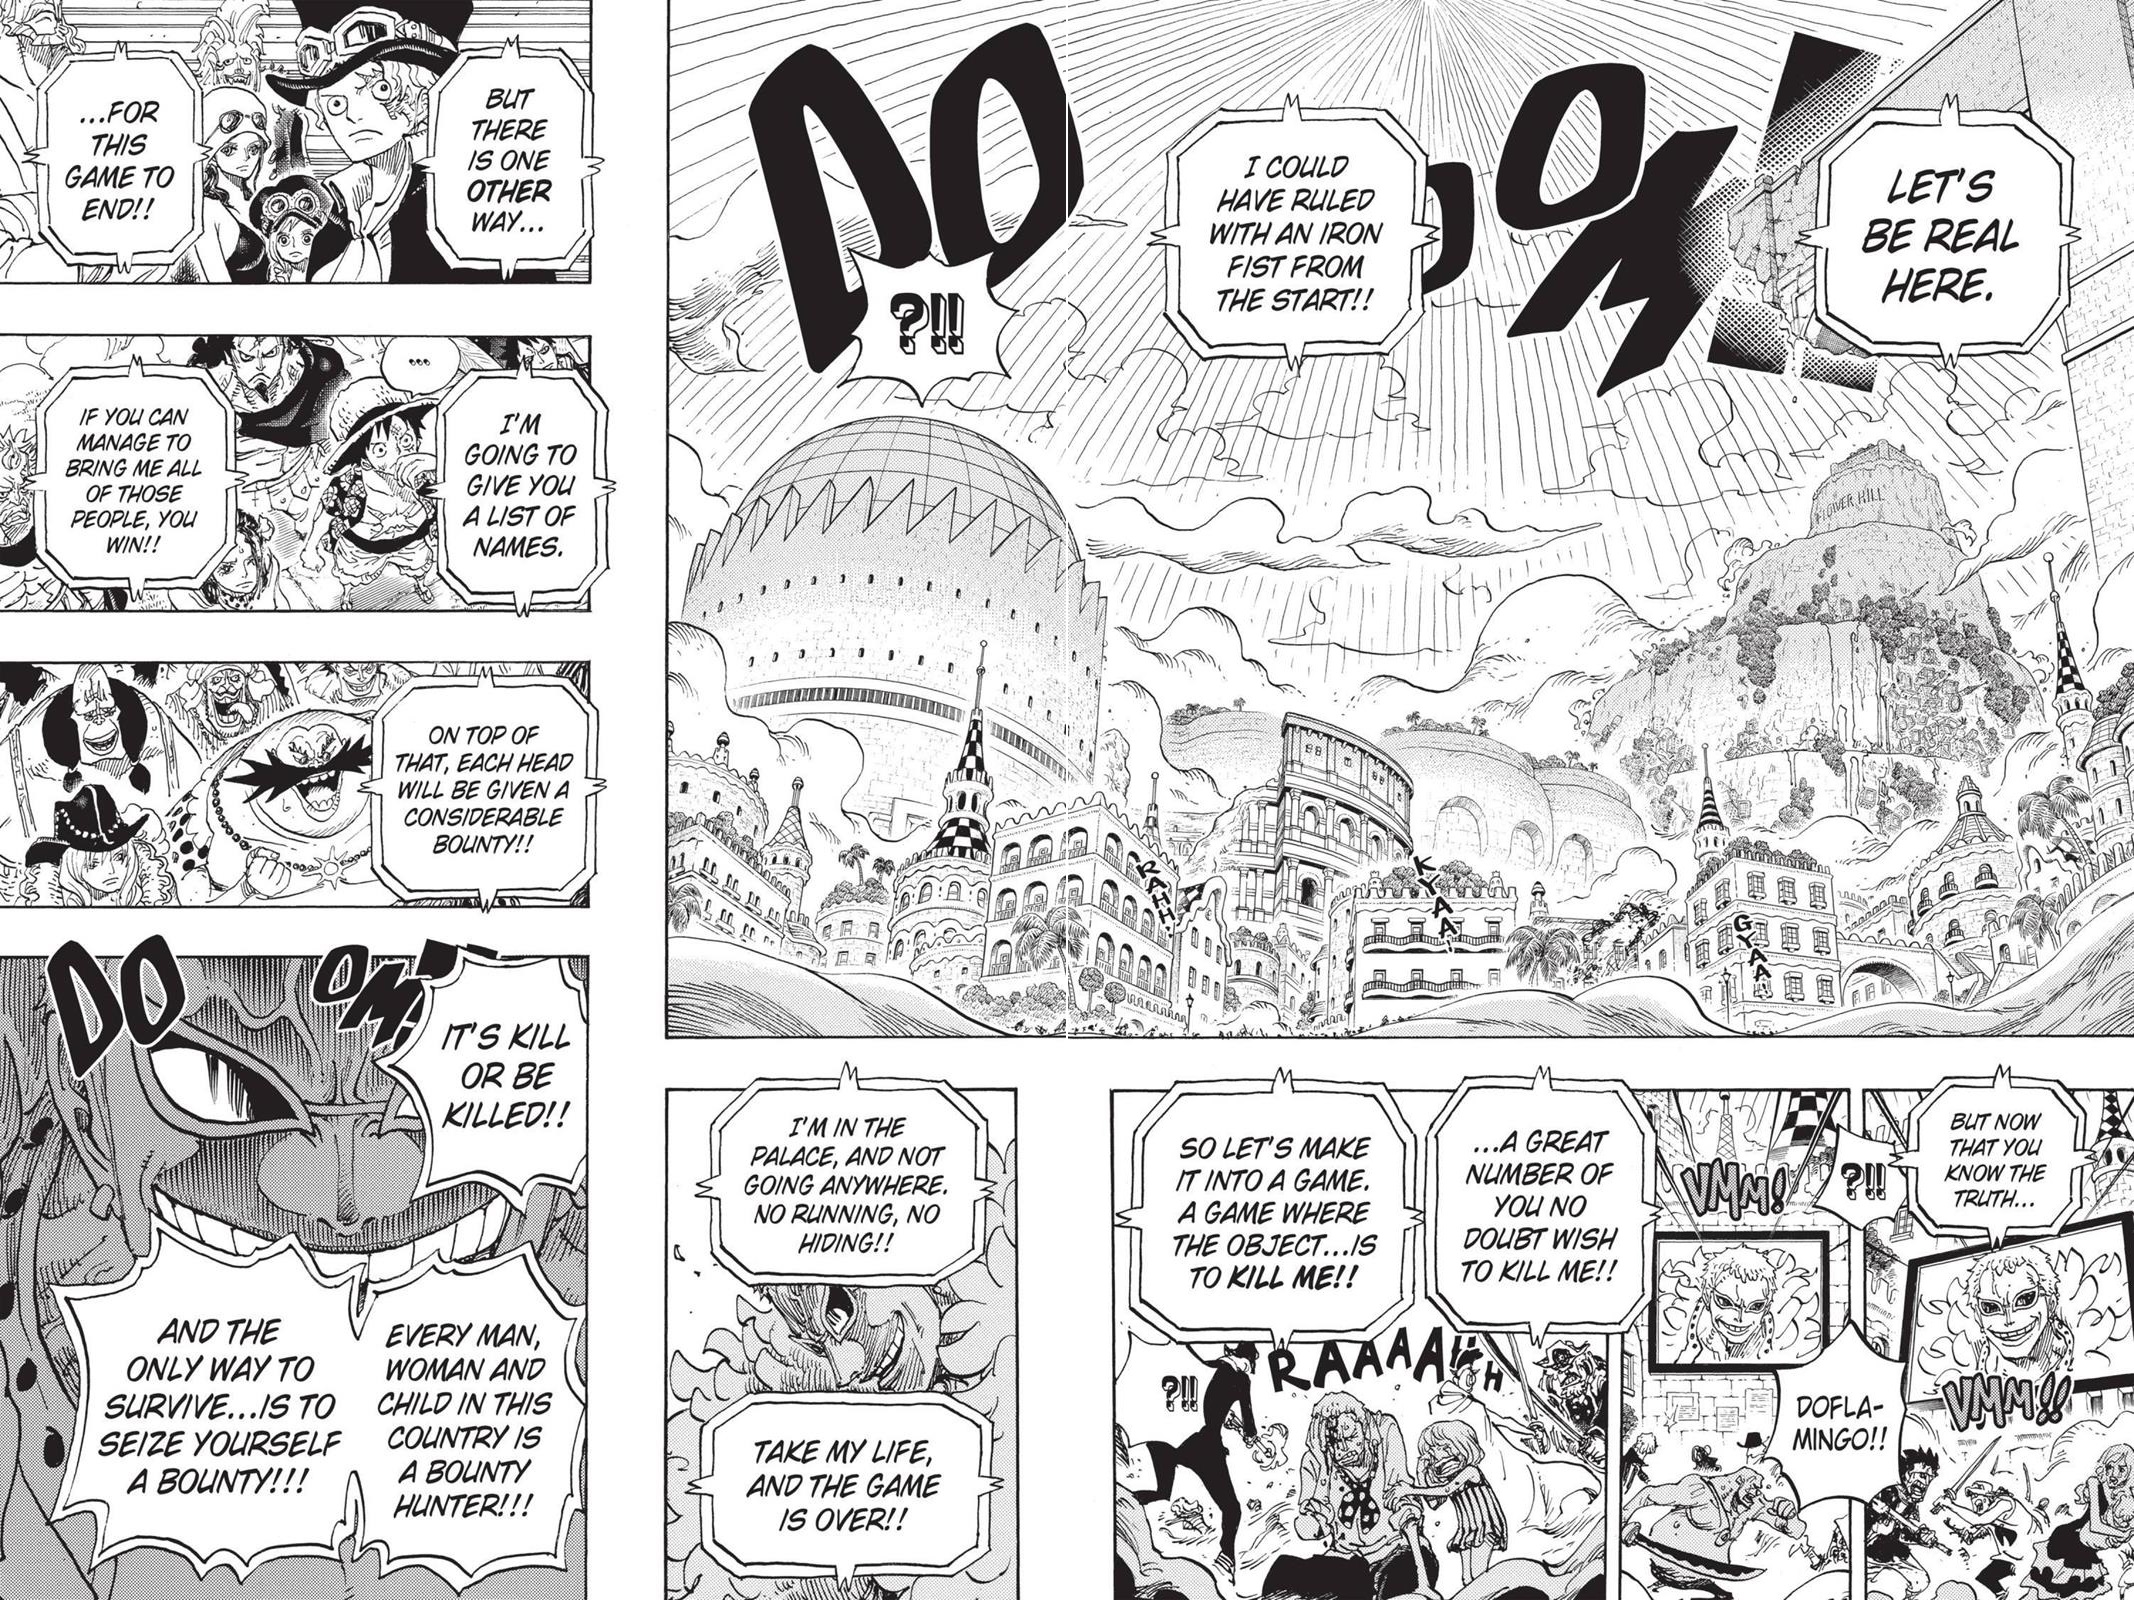 LET'S
BE REAL
HERE.
I COULD
HAVE RULED
WITH AN IRON
FIST FROM
THE START!!
DOOM
?!!
FLOWER HILL
RAHH!
KYAA!
GYAA!
BUT NOW
THAT YOU
KNOW THE
TRUTH...
?!!
VMM!!
DOFLA-
MINGO!!
VMM!
...A GREAT
NUMBER OF
YOU NO
DOUBT WISH
TO KILL ME!!
SO LET'S MAKE
IT INTO A GAME.
A GAME WHERE
THE OBJECT...IS
TO KILL ME!!
RAAAAHH
?!!
I'M IN THE
PALACE, AND NOT
GOING ANYWHERE.
NO RUNNING, NO
HIDING!!
TAKE MY LIFE,
AND THE GAME
IS OVER!!
BUT
THERE
IS ONE
OTHER
WAY...
...FOR
THIS
GAME TO
END!!
...
I'M
GOING TO
GIVE YOU
A LIST OF
NAMES.
IF YOU CAN
MANAGE TO
BRING ME ALL
OF THOSE
PEOPLE, YOU
WIN!!
ON TOP OF
THAT, EACH HEAD
WILL BE GIVEN A
CONSIDERABLE
BOUNTY!!
DOOM!
IT'S KILL
OR BE
KILLED!!
EVERY MAN,
WOMAN AND
CHILD IN THIS
COUNTRY IS
A BOUNTY
HUNTER!!!
AND THE
ONLY WAY TO
SURVIVE...IS TO
SEIZE YOURSELF
A BOUNTY!!!